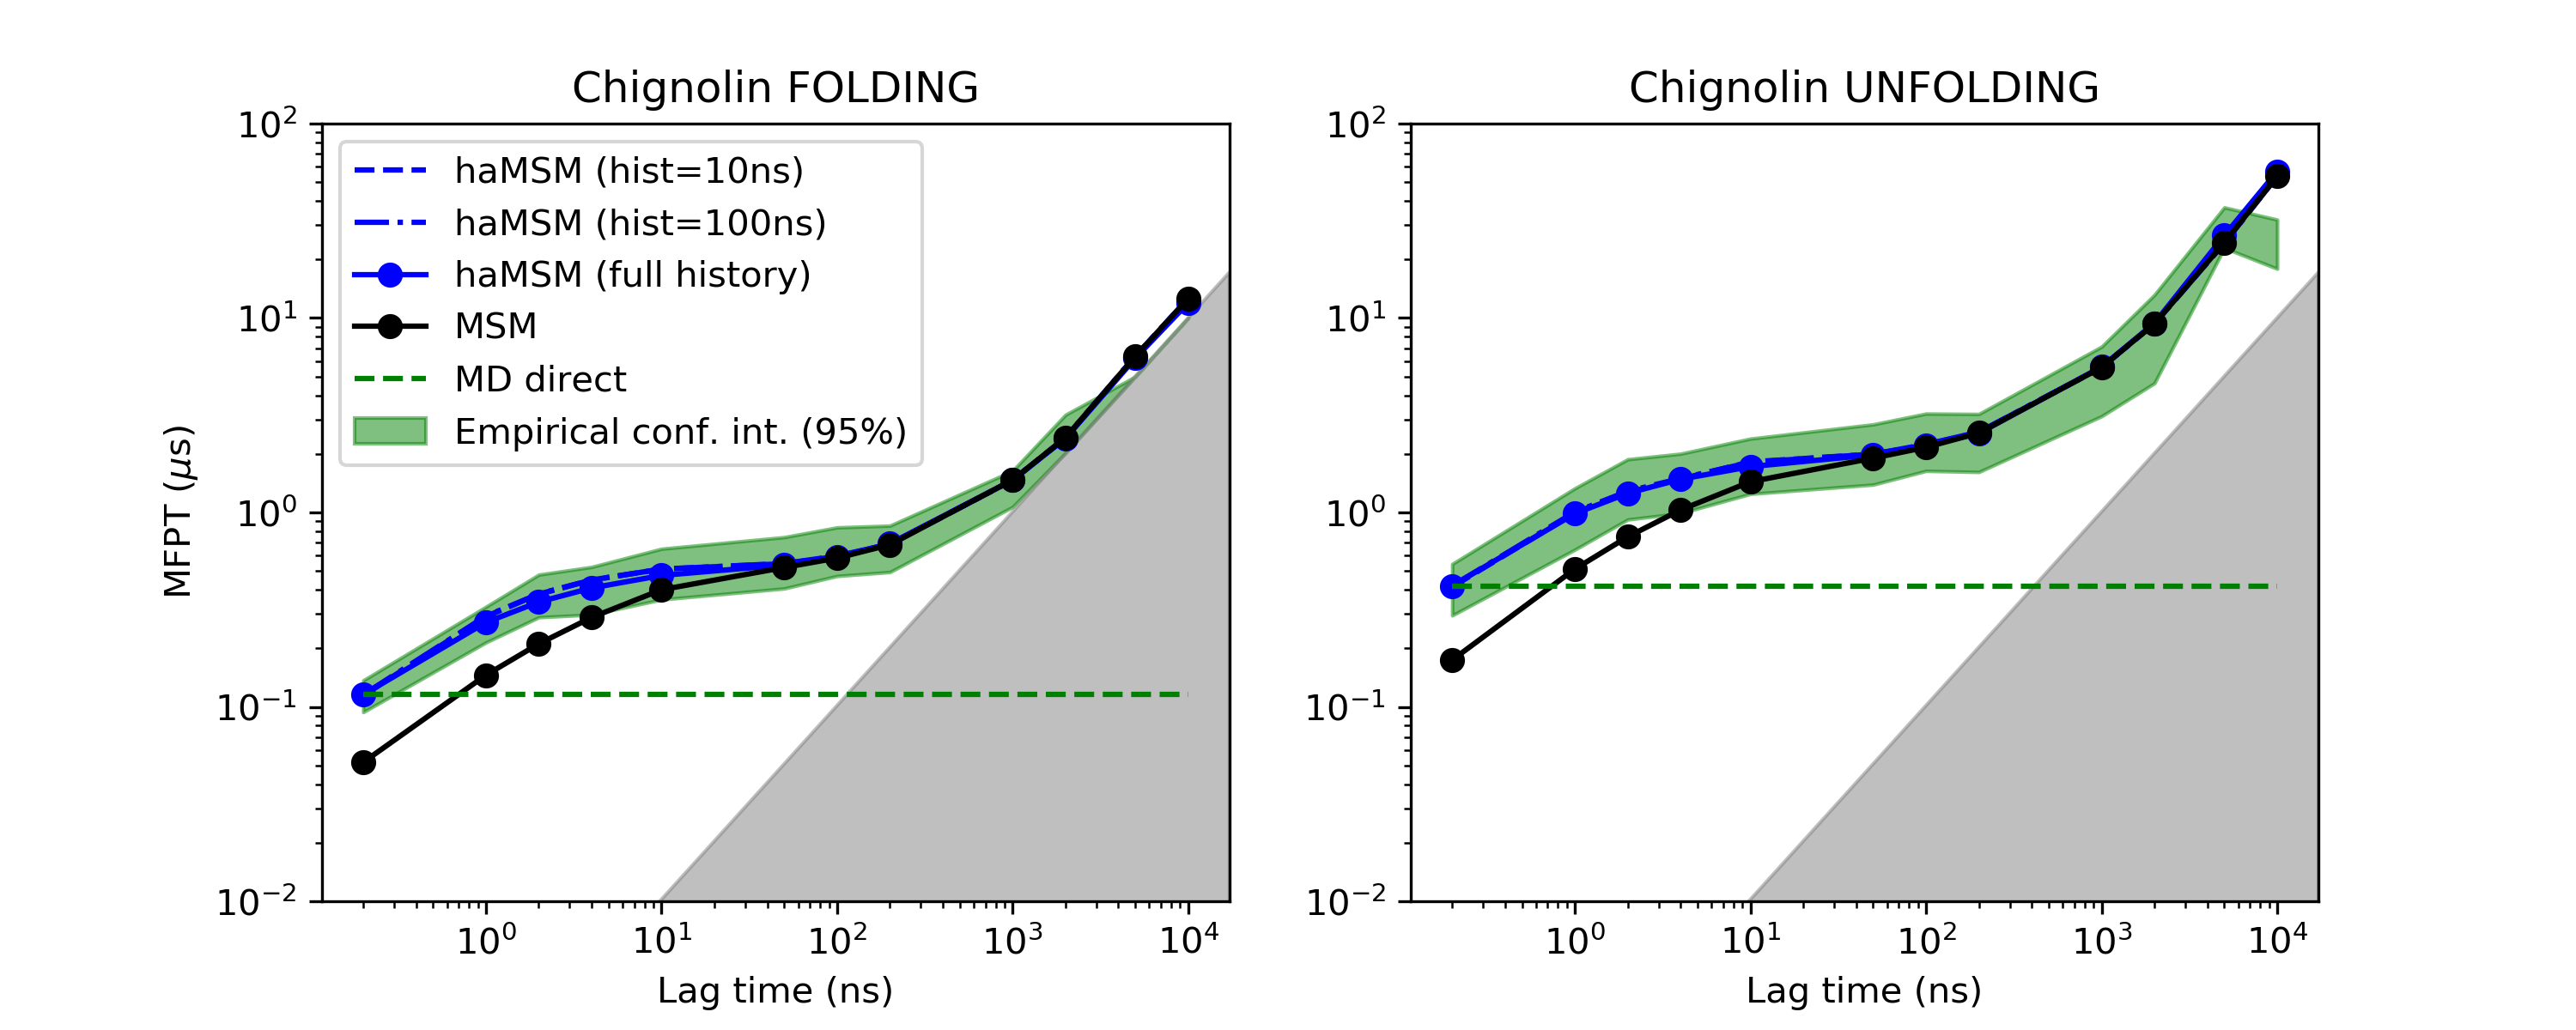 Chignolin FOLDING
MFPT (μs)
10²
10¹
10⁰
10⁻¹
10⁻²
haMSM (hist=10ns)
haMSM (hist=100ns)
haMSM (full history)
MSM
MD direct
Empirical conf. int. (95%)
10⁰ 10¹ 10² 10³ 10⁴
Lag time (ns)
Chignolin UNFOLDING
10²
10¹
10⁰
10⁻¹
10⁻²
10⁰ 10¹ 10² 10³ 10⁴
Lag time (ns)